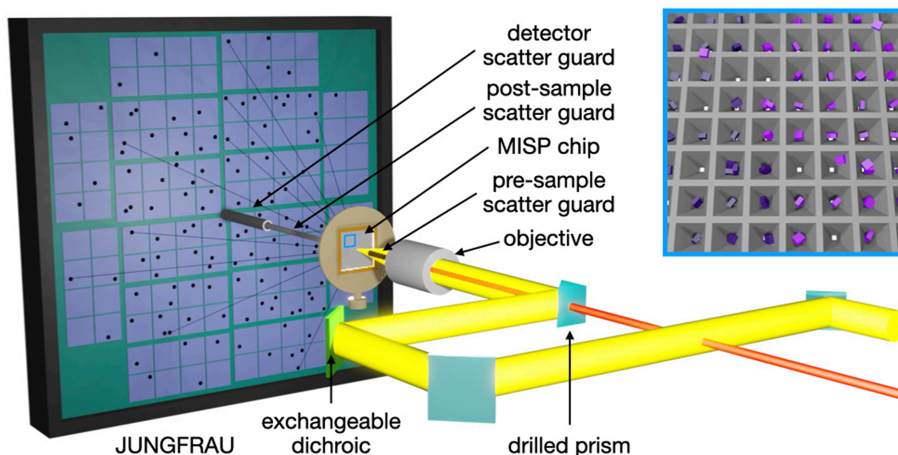 detector
scatter guard
post-sample
scatter guard
MISP chip
pre-sample
scatter guard
objective
exchangeable
dichroic
JUNGFRAU
drilled prism